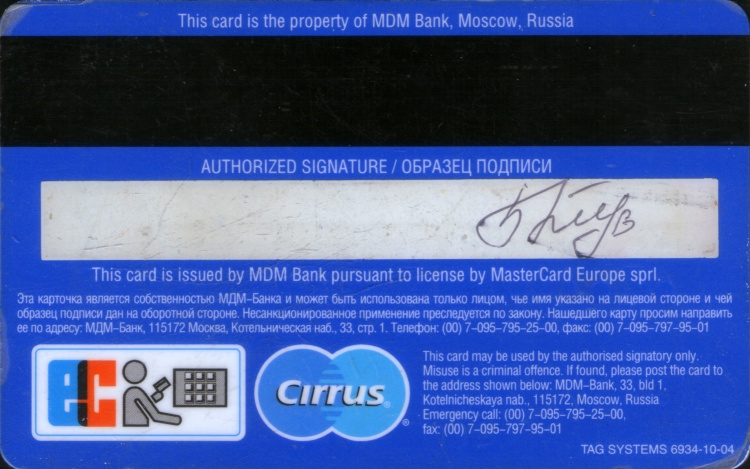 This card is the property of MDM Bank, Moscow, Russia
AUTHORIZED SIGNATURE / ОБРАЗЕЦ ПОДПИСИ
This card is issued by MDM Bank pursuant to license by MasterCard Europe sprl.
Эта карточка является собственностью МДМ–Банка и может быть использована только лицом, чье имя указано на лицевой стороне и чей
образец подписи дан на оборотной стороне. Несанкционированное применение преследуется по закону. Нашедшего карту просим направить
ее по адресу: МДМ–Банк, 115172 Москва, Котельническая наб., 33, стр. 1. Телефон: (00) 7–095–795–25–00, факс: (00) 7–095–797–95–01
ec
Cirrus
This card may be used by the authorised signatory only.
Misuse is a criminal offence. If found, please post the card to
the address shown below: MDM–Bank, 33, bld 1.
Kotelnicheskaya nab., 115172, Moscow, Russia
Emergency call: (00) 7-095-795-25-00,
fax: (00) 7-095-797-95-01
TAG SYSTEMS 6934-10-04